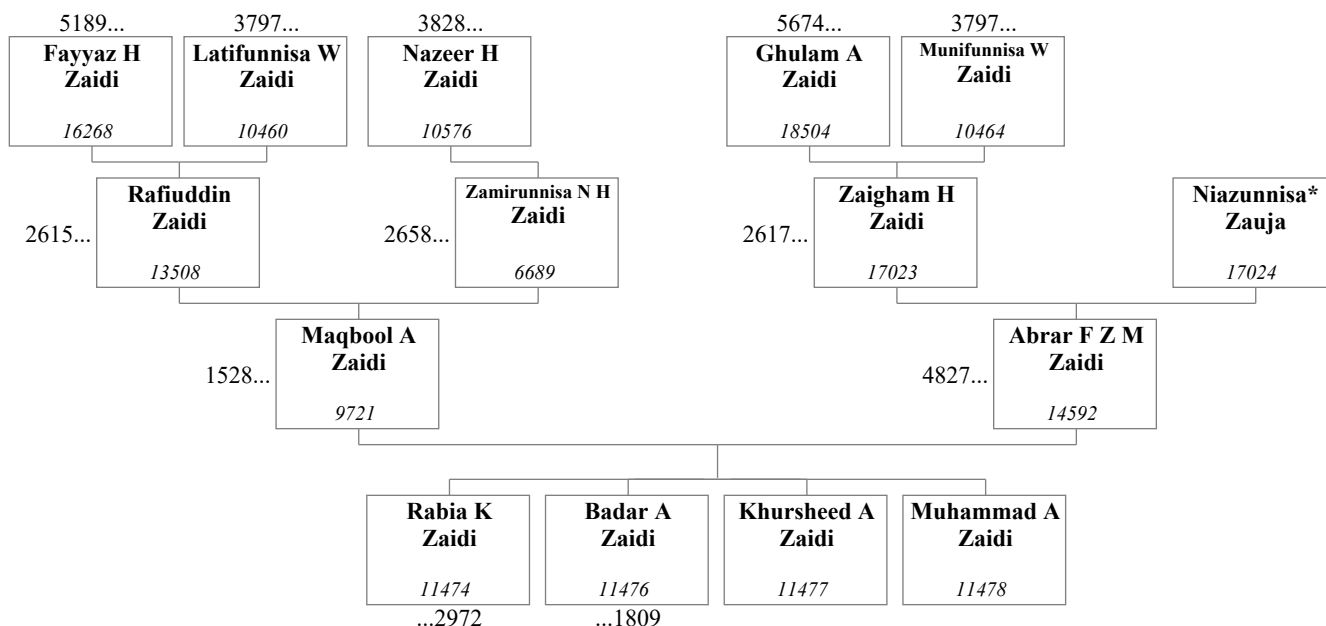 5189... 3797... 3828... 5674... 3797...
Fayyaz H Latifunnisa W Nazeer H Ghulam A Munifunnisa W
Zaidi Zaidi Zaidi Zaidi Zaidi
16268 10460 10576 18504 10464
Rafiuddin Zamirunnisa N H Zaigham H Niazunnisa*
Zaidi Zaidi Zaidi Zauja
2615... 2658... 2617...
13508 6689 17023 17024
Maqbool A Abrar F Z M
Zaidi Zaidi
1528... 4827...
9721 14592
Rabia K Badar A Khursheed A Muhammad A
Zaidi Zaidi Zaidi Zaidi
11474 11476 11477 11478
...2972 ...1809